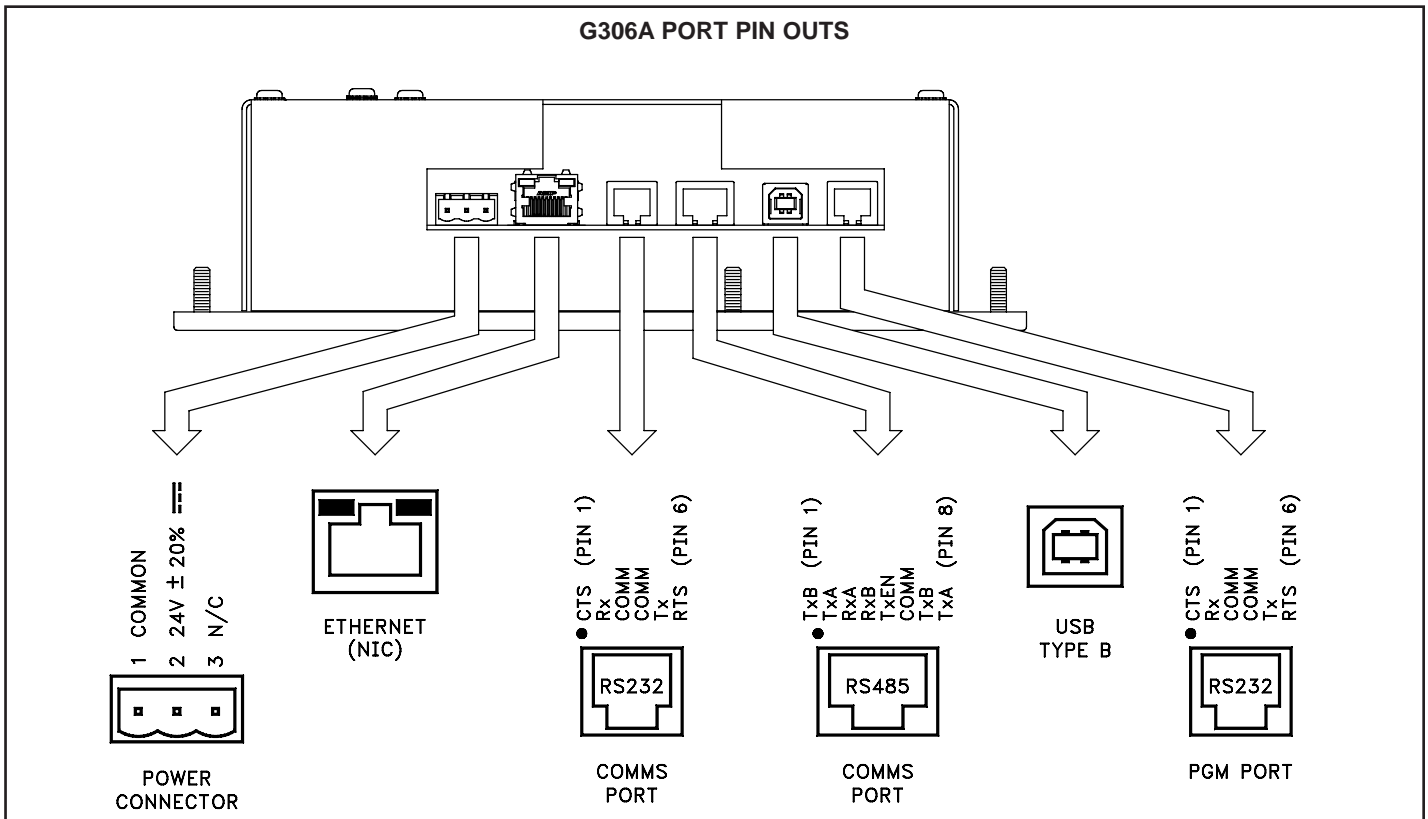 G306A PORT PIN OUTS
1 COMMON
2 24V ± 20%
3 N/C
POWER
CONNECTOR
ETHERNET
(NIC)
CTS (PIN 1)
Rx
COMM
COMM
Tx
RTS (PIN 6)
RS232
COMMS
PORT
TxB (PIN 1)
TxA
RxA
RxB
TxEN
COMM
TxB
TxA (PIN 8)
RS485
COMMS
PORT
USB
TYPE B
CTS (PIN 1)
Rx
COMM
COMM
Tx
RTS (PIN 6)
RS232
PGM PORT